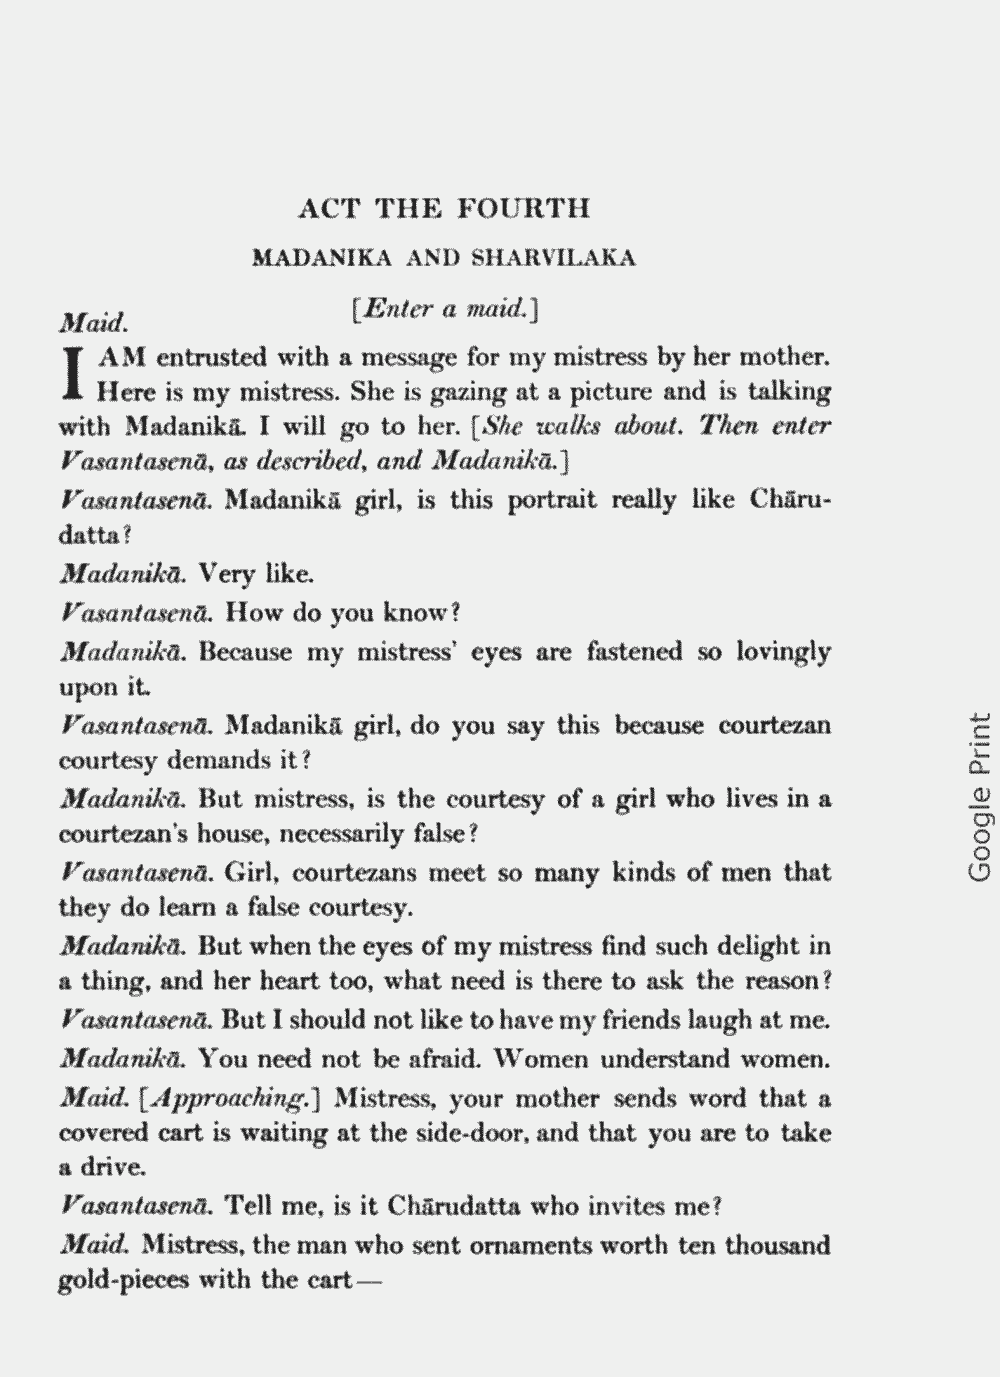 ACT THE FOURTH
MADANIKA AND SHARVILAKA
[Enter a maid.]
Maid.
I AM entrusted with a message for my mistress by her mother.
Here is my mistress. She is gazing at a picture and is talking
with Madanikā. I will go to her. [She walks about. Then enter
Vasantasenā, as described, and Madanikā.]
Vasantasenā. Madanikā girl, is this portrait really like Chāru-
datta?
Madanikā. Very like.
Vasantasenā. How do you know?
Madanikā. Because my mistress' eyes are fastened so lovingly
upon it.
Vasantasenā. Madanikā girl, do you say this because courtezan
courtesy demands it?
Madanikā. But mistress, is the courtesy of a girl who lives in a
courtezan's house, necessarily false?
Vasantasenā. Girl, courtezans meet so many kinds of men that
they do learn a false courtesy.
Madanikā. But when the eyes of my mistress find such delight in
a thing, and her heart too, what need is there to ask the reason?
Vasantasenā. But I should not like to have my friends laugh at me.
Madanikā. You need not be afraid. Women understand women.
Maid. [Approaching.] Mistress, your mother sends word that a
covered cart is waiting at the side-door, and that you are to take
a drive.
Vasantasenā. Tell me, is it Chārudatta who invites me?
Maid. Mistress, the man who sent ornaments worth ten thousand
gold-pieces with the cart—
Google Print